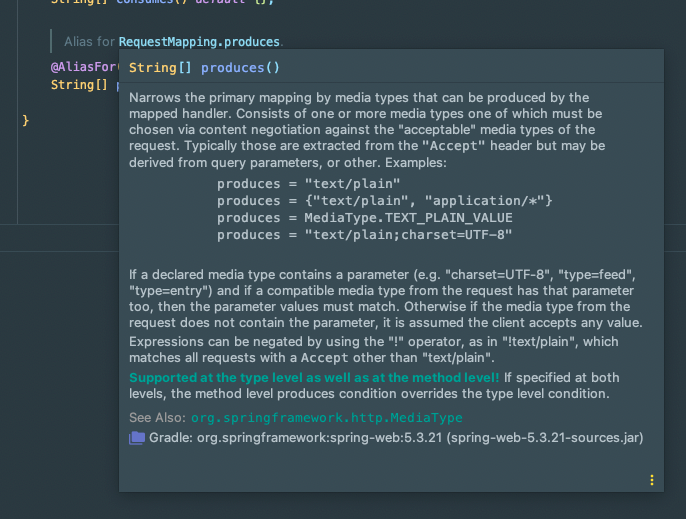 String[] consumes() default {};
Alias for RequestMapping.produces.
@AliasFor(
String[] p
}
String[] produces()
Narrows the primary mapping by media types that can be produced by the
mapped handler. Consists of one or more media types one of which must be
chosen via content negotiation against the "acceptable" media types of the
request. Typically those are extracted from the "Accept" header but may be
derived from query parameters, or other. Examples:
produces = "text/plain"
produces = {"text/plain", "application/*"}
produces = MediaType.TEXT_PLAIN_VALUE
produces = "text/plain;charset=UTF-8"
If a declared media type contains a parameter (e.g. "charset=UTF-8", "type=feed",
"type=entry") and if a compatible media type from the request has that parameter
too, then the parameter values must match. Otherwise if the media type from the
request does not contain the parameter, it is assumed the client accepts any value.
Expressions can be negated by using the "!" operator, as in "!text/plain", which
matches all requests with a Accept other than "text/plain".
Supported at the type level as well as at the method level! If specified at both
levels, the method level produces condition overrides the type level condition.
See Also: org.springframework.http.MediaType
Gradle: org.springframework:spring-web:5.3.21 (spring-web-5.3.21-sources.jar)